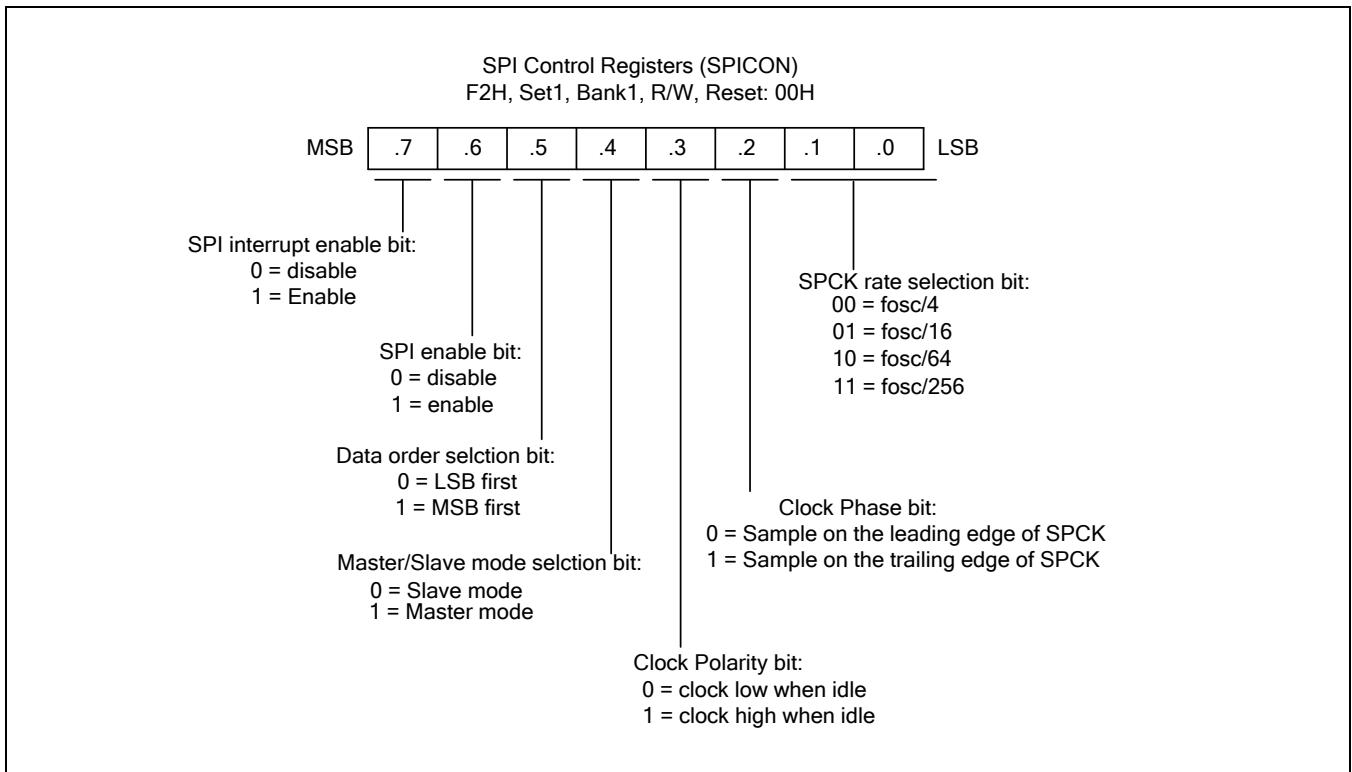 SPI Control Registers (SPICON)
F2H, Set1, Bank1, R/W, Reset: 00H
MSB .7 .6 .5 .4 .3 .2 .1 .0 LSB
SPI interrupt enable bit:
0 = disable
1 = Enable
SPCK rate selection bit:
00 = fosc/4
01 = fosc/16
10 = fosc/64
11 = fosc/256
SPI enable bit:
0 = disable
1 = enable
Data order selction bit:
0 = LSB first
1 = MSB first
Clock Phase bit:
0 = Sample on the leading edge of SPCK
1 = Sample on the trailing edge of SPCK
Master/Slave mode selction bit:
0 = Slave mode
1 = Master mode
Clock Polarity bit:
0 = clock low when idle
1 = clock high when idle